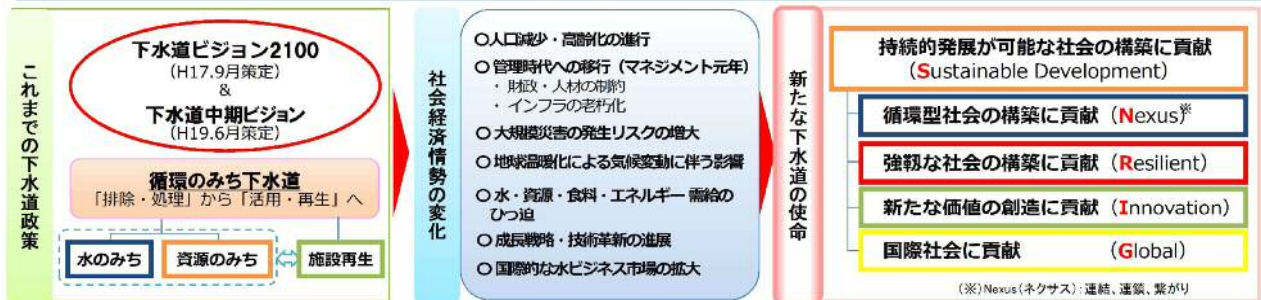 これまでの下水道政策
下水道ビジョン2100
(H17.9月策定)
&
下水道中期ビジョン
(H19.6月策定)
循環のみち下水道
「排除・処理」から「活用・再生」へ
水のみち
資源のみち
施設再生
社会経済情勢の変化
○人口減少・高齢化の進行
○管理時代への移行（マネジメント元年）
・ 財政・人材の制約
・ インフラの老朽化
○大規模災害の発生リスクの増大
○地球温暖化による気候変動に伴う影響
○水・資源・食料・エネルギー 需給の
ひっ迫
○成長戦略・技術革新の進展
○国際的な水ビジネス市場の拡大
新たな下水道の使命
持続的発展が可能な社会の構築に貢献
(Sustainable Development)
循環型社会の構築に貢献（Nexus)※
強靱な社会の構築に貢献（Resilient）
新たな価値の創造に貢献（Innovation）
国際社会に貢献 （Global）
(※)Nexus(ネクサス)：連結、連鎖、繋がり